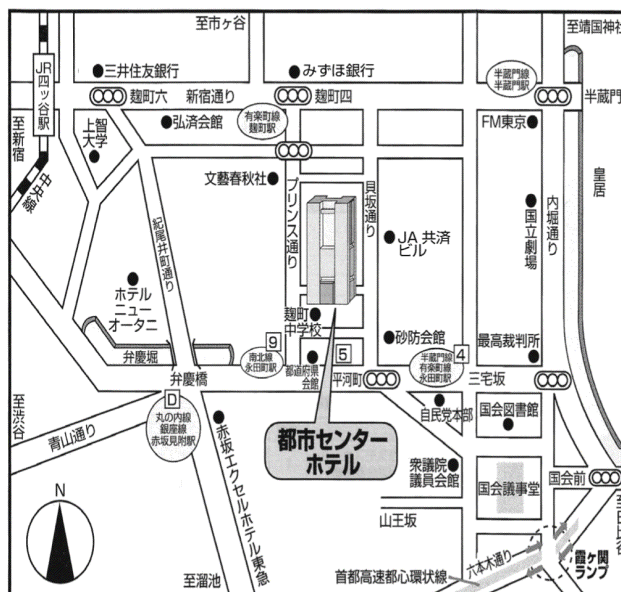 至市ヶ谷
至靖国神社
JR四ッ谷駅
三井住友銀行
みずほ銀行
半蔵門線
半蔵門駅
麹町六
新宿通り
麹町四
半蔵門
至新宿
上智
大学
弘済会館
有楽町線
麹町駅
FM東京
皇居
中央線
文藝春秋社
プリンス通り
貝坂通り
内堀通り
紀尾井町通り
JA 共済
ビル
国立劇場
ホテル
ニュー
オータニ
麹町
中学校
砂防会館
最高裁判所
弁慶堀
9
南北線
永田町駅
都道府県
会館
5
平河町
半蔵門線
有楽町線
永田町駅
4
三宅坂
弁慶橋
至渋谷
D
丸の内線
銀座線
赤坂見附駅
青山通り
赤坂エクセルホテル東急
都市センター
ホテル
自民党本部
国会図書館
衆議院
議員会館
国会議事堂
国会前
至日比谷
山王坂
N
至溜池
首都高速都心環状線
六本木通り
霞ヶ関
ランプ